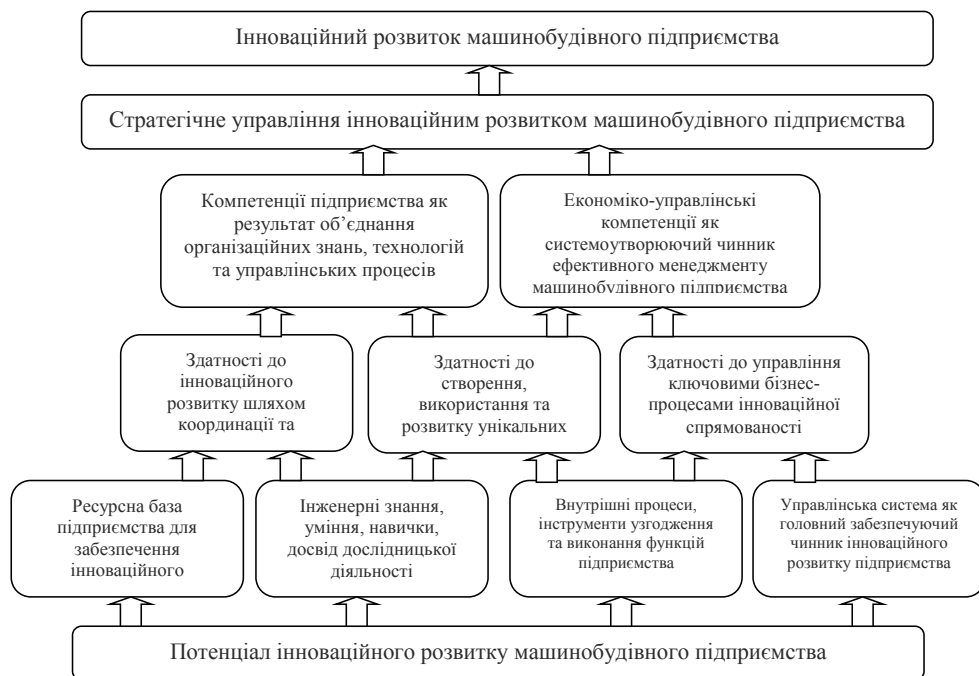 Інноваційний розвиток машинобудівного підприємства
Стратегічне управління інноваційним розвитком машинобудівного підприємства
Компетенції підприємства як
результат об’єднання
організаційних знань, технологій
та управлінських процесів
Економіко-управлінські
компетенції як
системоутворюючий чинник
ефективного менеджменту
машинобудівного підприємства
Здатності до
інноваційного
розвитку шляхом
координації та
Здатності до
створення,
використання та
розвитку унікальних
Здатності до управління
ключовими бізнес-
процесами інноваційної
спрямованості
Ресурсна база
підприємства для
забезпечення
інноваційного
Інженерні знання,
уміння, навички,
досвід дослідницької
діяльності
Внутрішні процеси,
інструменти узгодження
та виконання функцій
підприємства
Управлінська система як
головний забезпечуючий
чинник інноваційного
розвитку підприємства
Потенціал інноваційного розвитку машинобудівного підприємства